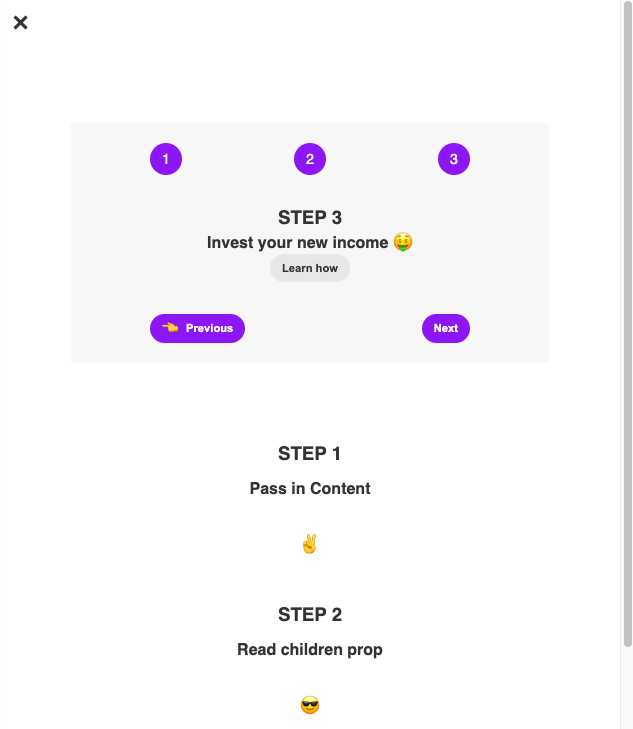 ×
1 2 3
STEP 3
Invest your new income 🤑
Learn how
👈 Previous Next
STEP 1
Pass in Content
✌️
STEP 2
Read children prop
😎